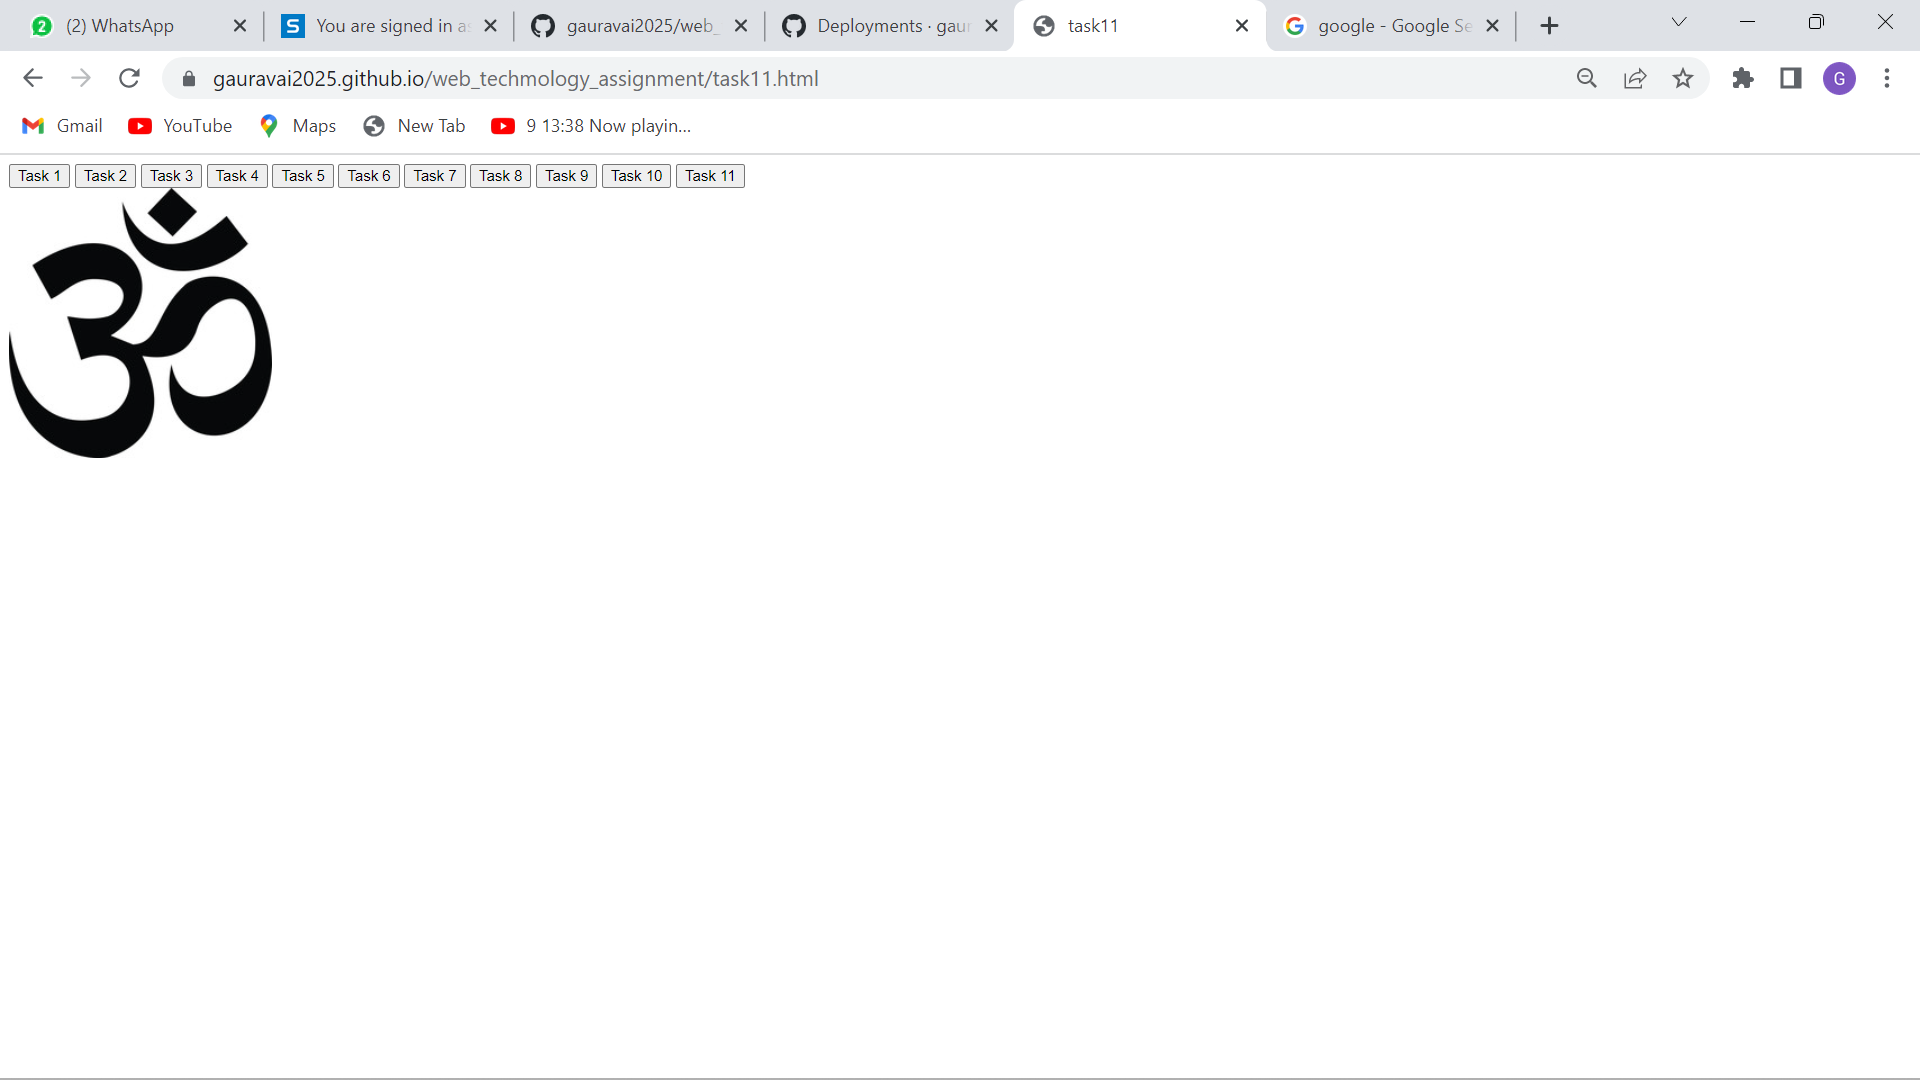 2 (2) WhatsApp S You are signed in as gauravai2025/web_ Deployments · gaur task11 google - Google Se
gauravai2025.github.io/web_techmology_assignment/task11.html G
Gmail YouTube Maps New Tab 9 13:38 Now playin...
Task 1 Task 2 Task 3 Task 4 Task 5 Task 6 Task 7 Task 8 Task 9 Task 10 Task 11
ॐ